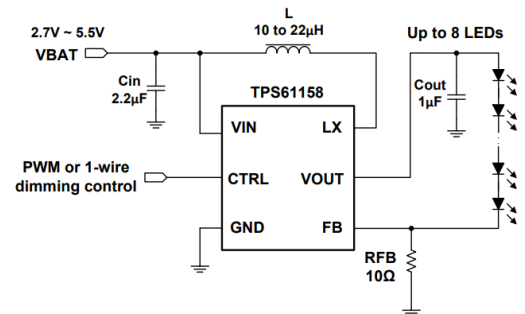 L
10 to 22μH
2.7V ~ 5.5V
VBAT
Up to 8 LEDs
Cin
2.2μF
TPS61158
Cout
1μF
VIN
LX
PWM or 1-wire
dimming control
CTRL
VOUT
GND
FB
RFB
10Ω